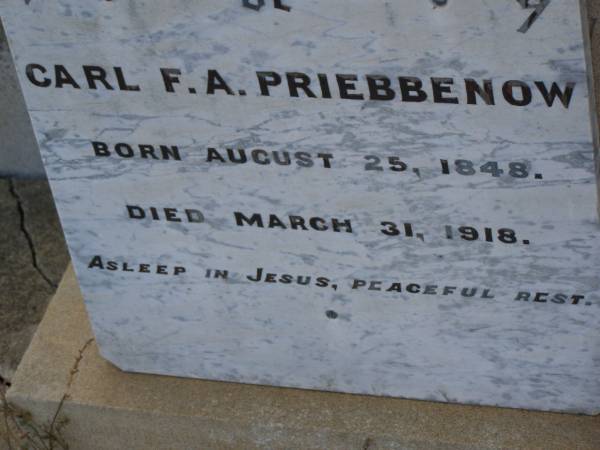 CARL F.A. PRIEBBENOW
BORN AUGUST 25, 1848.
DIED MARCH 31, 1918.
ASLEEP IN JESUS, PEACEFUL REST.